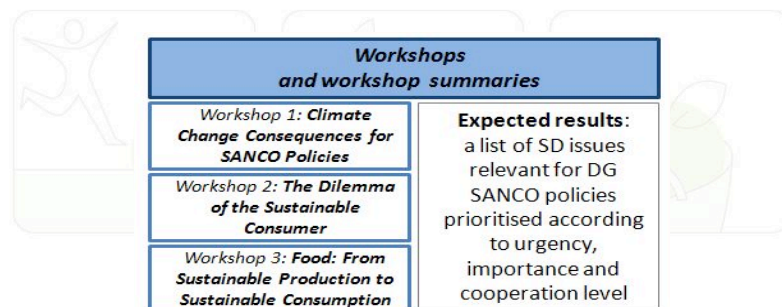 Workshops
and workshop summaries
Workshop 1: Climate
Change Consequences for
SANCO Policies
Workshop 2: The Dilemma
of the Sustainable
Consumer
Workshop 3: Food: From
Sustainable Production to
Sustainable Consumption
Expected results:
a list of SD issues
relevant for DG
SANCO policies
prioritised according
to urgency,
importance and
cooperation level